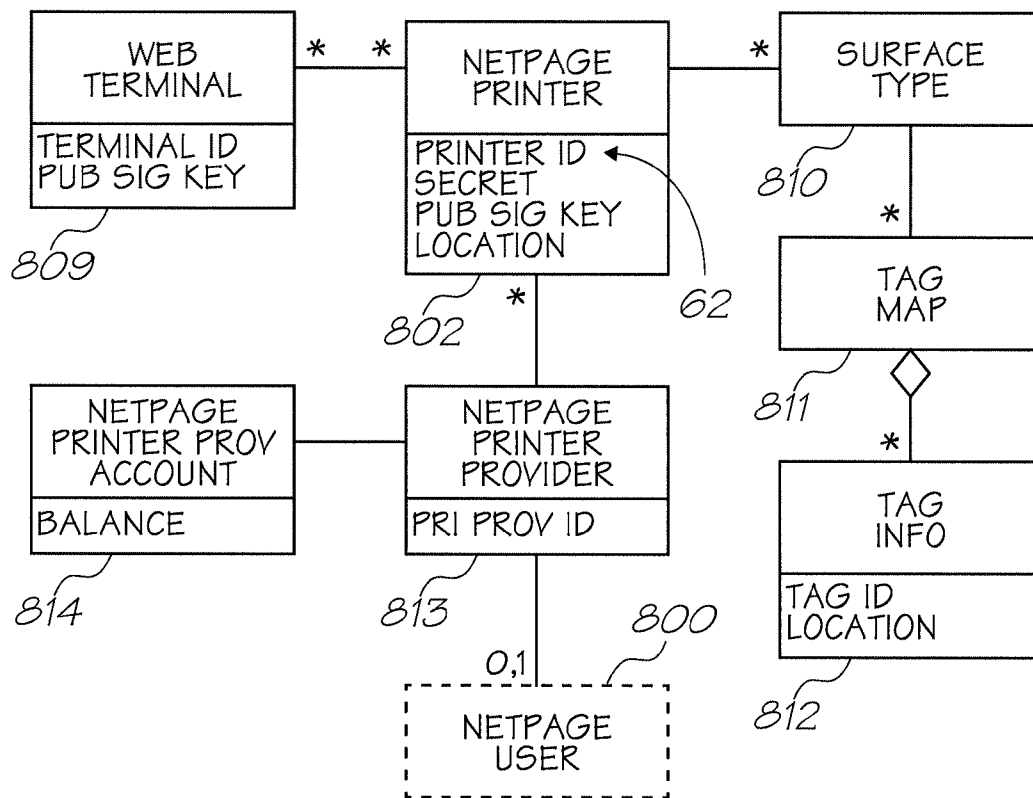 WEB
TERMINAL
TERMINAL ID
PUB SIG KEY
809
*
*
NETPAGE
PRINTER
PRINTER ID
SECRET
PUB SIG KEY
LOCATION
802
62
*
*
SURFACE
TYPE
810
*
TAG
MAP
811
*
TAG
INFO
TAG ID
LOCATION
812
NETPAGE
PRINTER PROV
ACCOUNT
BALANCE
814
NETPAGE
PRINTER
PROVIDER
PRI PROV ID
813
0,1
800
NETPAGE
USER